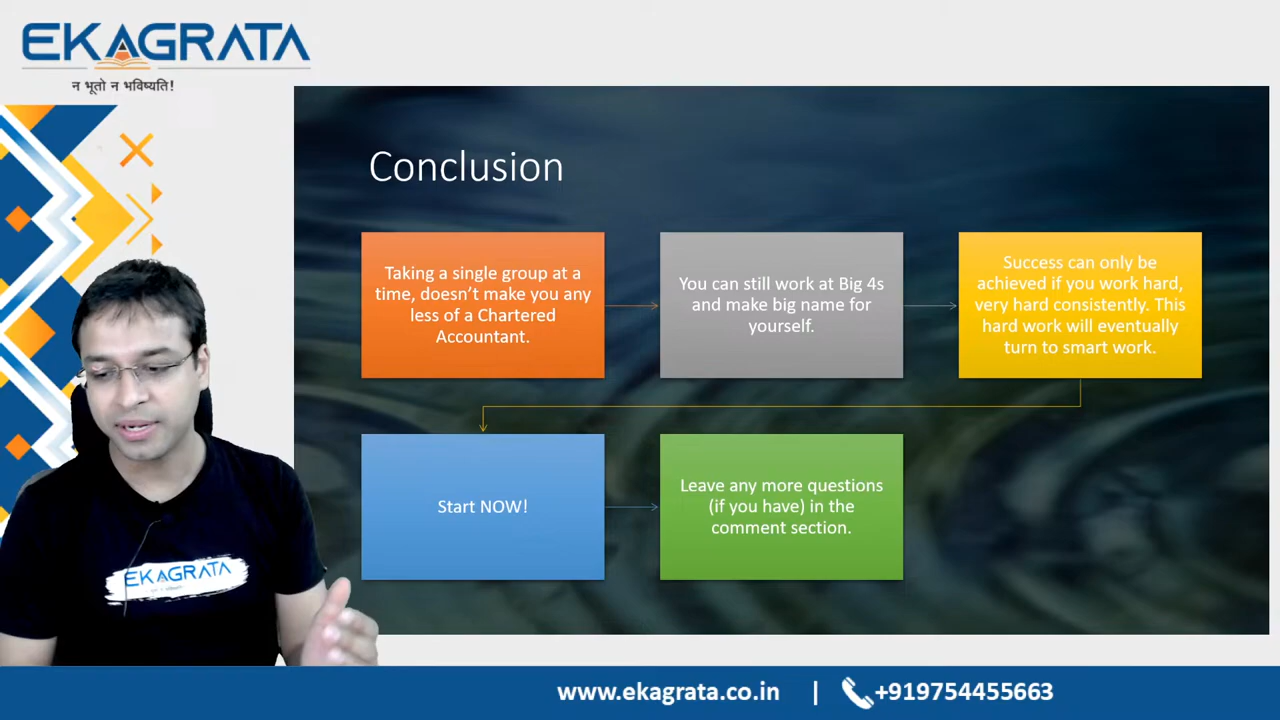 EKAGRATA
न भूतो न भविष्यति!
Conclusion
Taking a single group at a
time, doesn’t make you any
less of a Chartered
Accountant.
You can still work at Big 4s
and make big name for
yourself.
Success can only be
achieved if you work hard,
very hard consistently. This
hard work will eventually
turn to smart work.
Start NOW!
Leave any more questions
(if you have) in the
comment section.
EKAGRATA
www.ekagrata.co.in | +919754455663